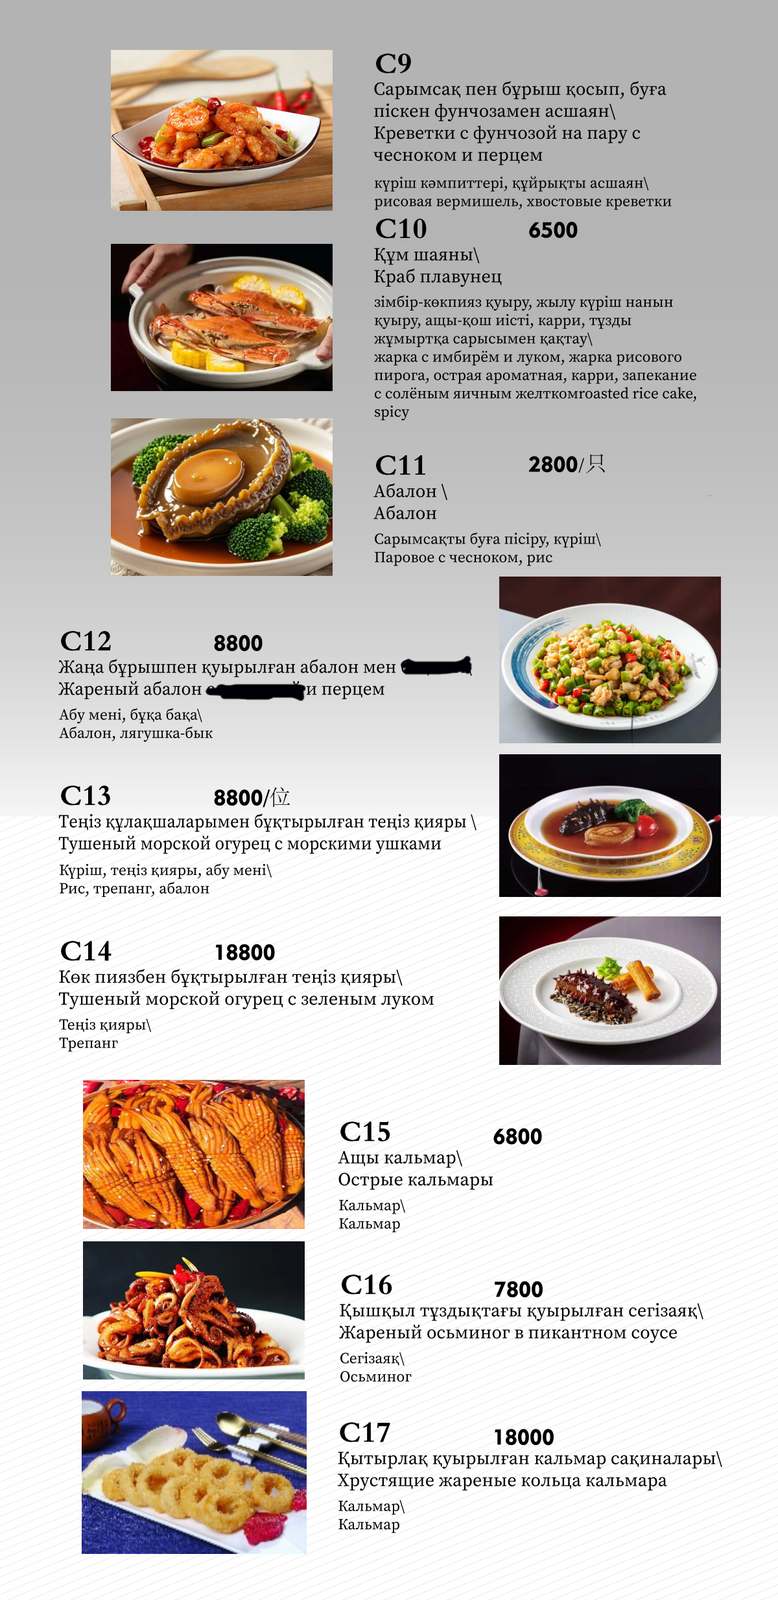 C9
Сарымсақ пен бұрыш қосып, буға
піскен фунчозамен асшаян\
Креветки с фунчозой на пару с
чесноком и перцем
күріш кәмпиттері, құйрықты асшаян\
рисовая вермишель, хвостовые креветки
C10 6500
Құм шаяны\
Краб плавунец
зімбір-көкпияз қуыру, жылу күріш нанын
қуыру, ащы-қош иісті, карри, тұзды
жұмыртқа сарысымен қақтау\
жарка с имбирём и луком, жарка рисового
пирога, острая ароматная, карри, запекание
с солёным яичным желткомroasted rice cake,
spicy
C11 2800/只
Абалон \
Абалон
Сарымсақты буға пісіру, күріш\
Паровое с чесноком, рис
C12 8800
Жаңа бұрышпен қуырылған абалон мен
Жареный абалон и перцем
Абу мені, бұқа бақа\
Абалон, лягушка-бык
C13 8800/位
Теңіз құлақшаларымен бұқтырылған теңіз қияры \
Тушеный морской огурец с морскими ушками
Күріш, теңіз қияры, абу мені\
Рис, трепанг, абалон
C14 18800
Көк пиязбен бұқтырылған теңіз қияры\
Тушеный морской огурец с зеленым луком
Теңіз қияры\
Трепанг
C15 6800
Ащы кальмар\
Острые кальмары
Кальмар\
Кальмар
C16 7800
Қышқыл тұздықтағы қуырылған сегізаяқ\
Жареный осьминог в пикантном соусе
Сегізаяқ\
Осьминог
C17 18000
Қытырлақ қуырылған кальмар сақиналары\
Хрустящие жареные кольца кальмара
Кальмар\
Кальмар